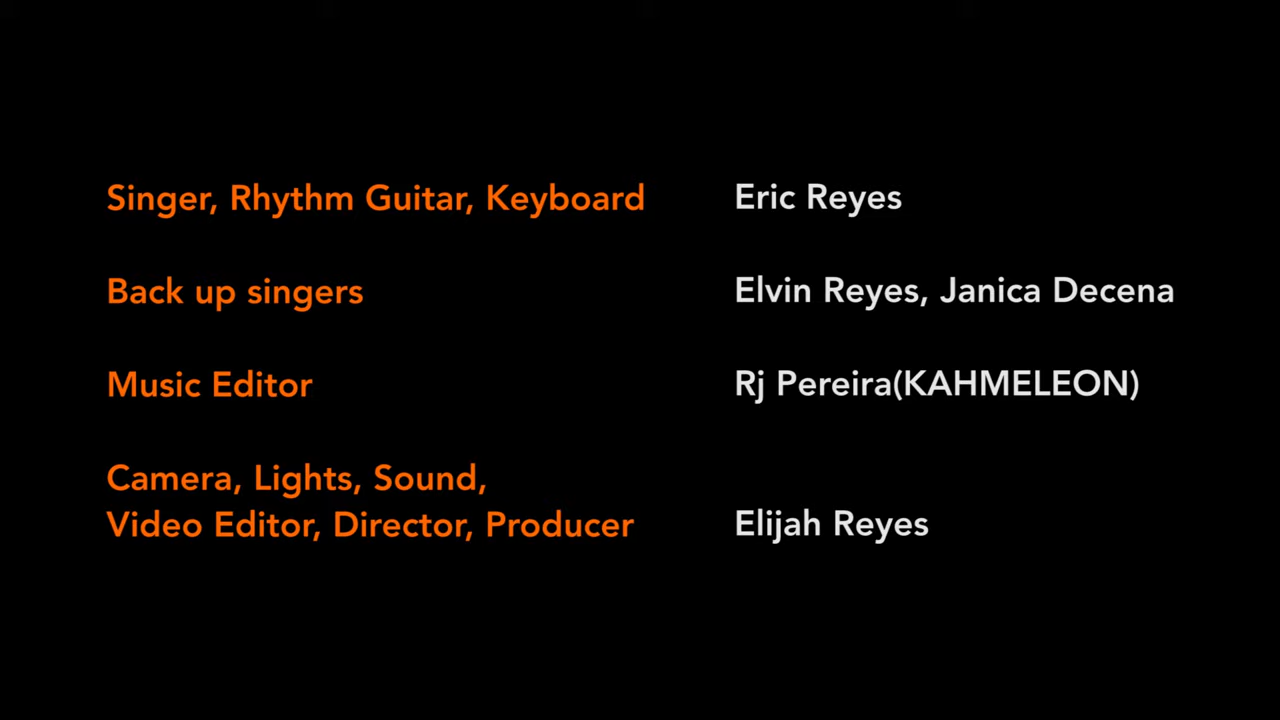 Singer, Rhythm Guitar, Keyboard Eric Reyes
Back up singers Elvin Reyes, Janica Decena
Music Editor Rj Pereira(KAHMELEON)
Camera, Lights, Sound,
Video Editor, Director, Producer Elijah Reyes